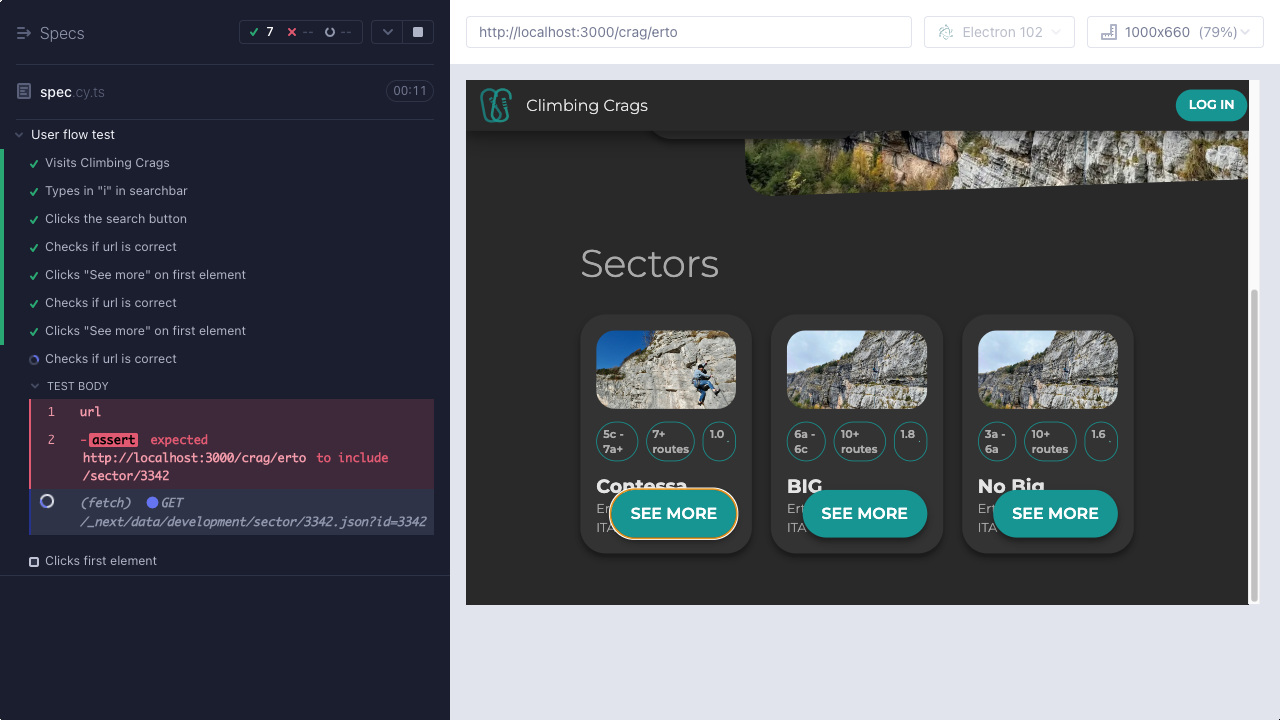 Specs
7
--
--
spec.cy.ts
00:11
User flow test
Visits Climbing Crags
Types in "i" in searchbar
Clicks the search button
Checks if url is correct
Clicks "See more" on first element
Checks if url is correct
Clicks "See more" on first element
Checks if url is correct
TEST BODY
1 url
2 -assert expected
http://localhost:3000/crag/erto to include
/sector/3342
(fetch) GET
/_next/data/development/sector/3342.json?id=3342
Clicks first element
http://localhost:3000/crag/erto
Electron 102
1000x660 (79%)
Climbing Crags
LOG IN
Sectors
5c -
7a+
7+
routes
1.0
Contessa
ITA
SEE MORE
6a -
6c
10+
routes
1.8
BIG
ITA
SEE MORE
3a -
6a
10+
routes
1.6
No Big
ITA
SEE MORE